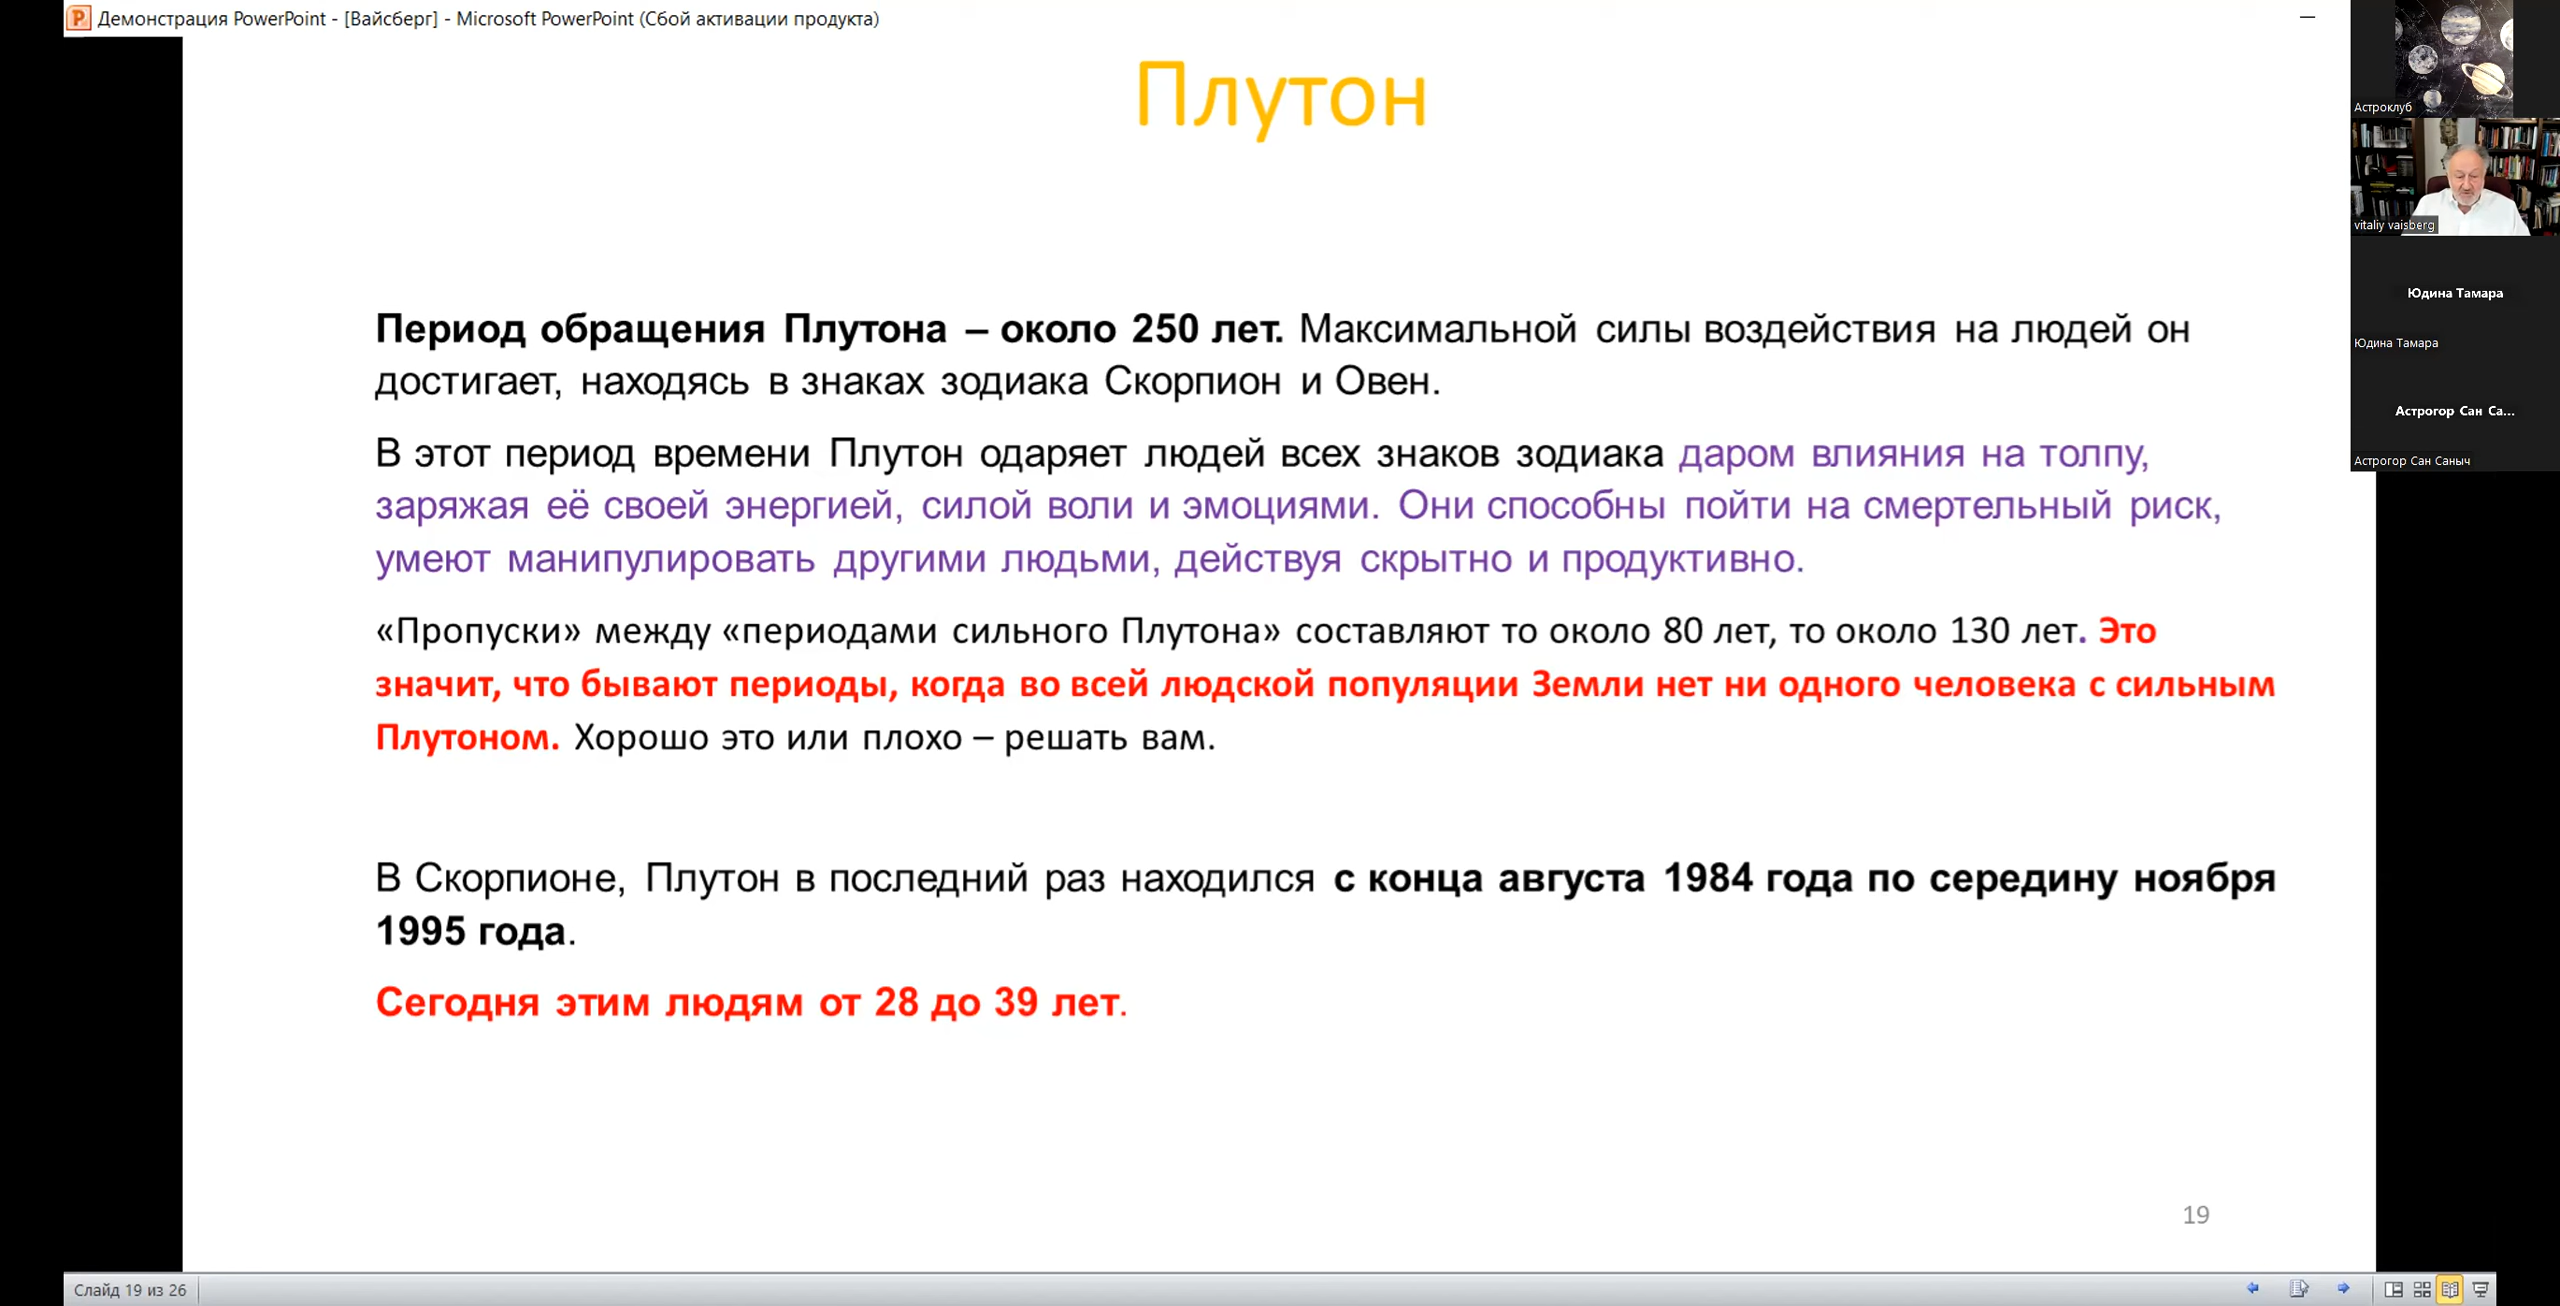 Демонстрация PowerPoint - [Вайсберг] - Microsoft PowerPoint (Сбой активации продукта)
Плутон
Период обращения Плутона – около 250 лет. Максимальной силы воздействия на людей он
достигает, находясь в знаках зодиака Скорпион и Овен.
В этот период времени Плутон одаряет людей всех знаков зодиака даром влияния на толпу,
заряжая её своей энергией, силой воли и эмоциями. Они способны пойти на смертельный риск,
умеют манипулировать другими людьми, действуя скрытно и продуктивно.
«Пропуски» между «периодами сильного Плутона» составляют то около 80 лет, то около 130 лет. Это
значит, что бывают периоды, когда во всей людской популяции Земли нет ни одного человека с сильным
Плутоном. Хорошо это или плохо – решать вам.
В Скорпионе, Плутон в последний раз находился с конца августа 1984 года по середину ноября
1995 года.
Сегодня этим людям от 28 до 39 лет.
19
Слайд 19 из 26
Астроклуб
vitaliy vaisberg
Юдина Тамара
Юдина Тамара
Астрогор Сан Са...
Астрогор Сан Саныч